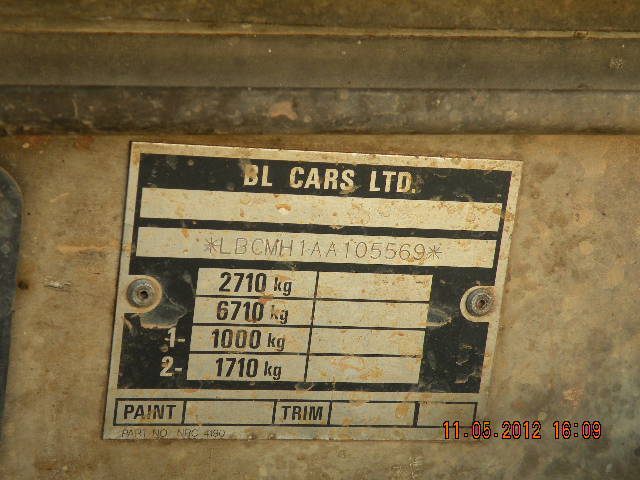 BL CARS LTD.
*LBCMH1AA105569*
2710 kg
6710 kg
1- 1000 kg
2- 1710 kg
PAINT TRIM
PART NO. NRC 4190
11.05.2012 16:09